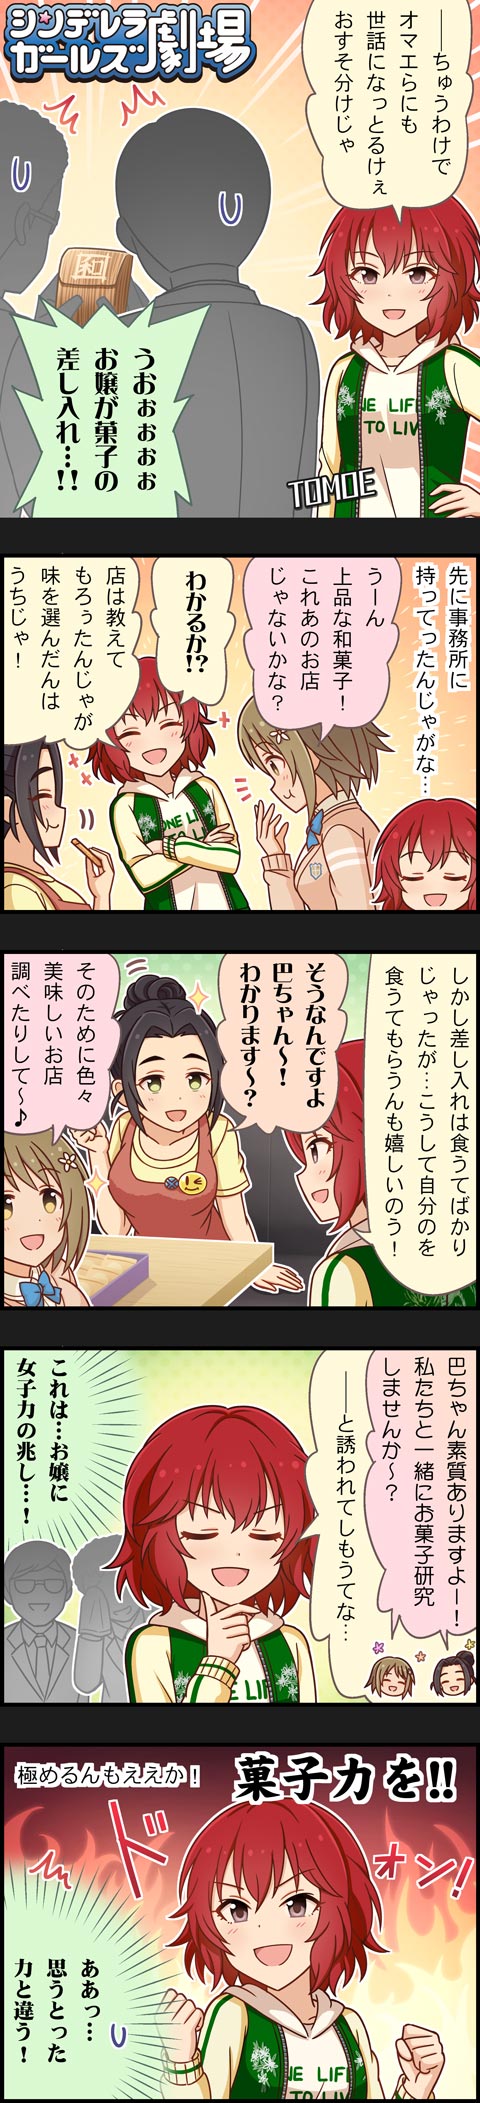 シンデレラ
ガールズ劇場
――ちゅうわけで
オマエらにも
世話になっとるけぇ
おすそ分けじゃ
和
うおぉぉぉぉ
お嬢が菓子の
差し入れ…!!
ONE LIFE
TO LIVE
TOMOE
先に事務所に
持ってったんじゃがな…
うーん
上品な和菓子！
これあのお店
じゃないかな？
わかるか!?
店は教えて
もろぅたんじゃが
味を選んだんは
うちじゃ！
ONE LIFE
TO LIVE
しかし差し入れは食うてばかり
じゃったが…こうして自分のを
食うてもらうんも嬉しいのう！
そうなんですよ
巴ちゃん～！
わかります～？
そのために色々
美味しいお店
調べたりして～♪
巴ちゃん素質ありますよー！
私たちと一緒にお菓子研究
しませんか～？
――と誘われてしもうてな…
これは…お嬢に
女子力の兆し…！
NE LIF
菓子力を!!
極めるんもええか！
ドオン！
ああっ…
思うとった
力と違う！
INE LIFE
TO LIV